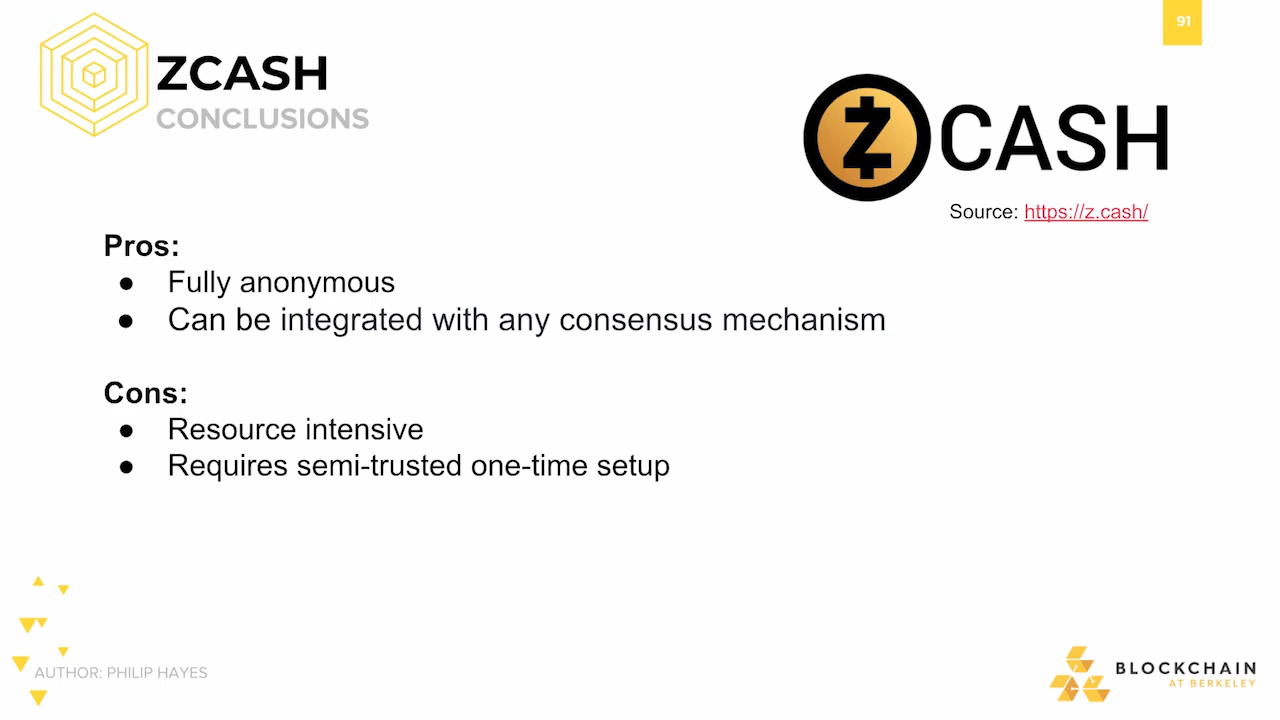 91
ZCASH
CONCLUSIONS
ZCASH
Source: https://z.cash/
Pros:
● Fully anonymous
● Can be integrated with any consensus mechanism
Cons:
● Resource intensive
● Requires semi-trusted one-time setup
AUTHOR: PHILIP HAYES
BLOCKCHAIN
AT BERKELEY